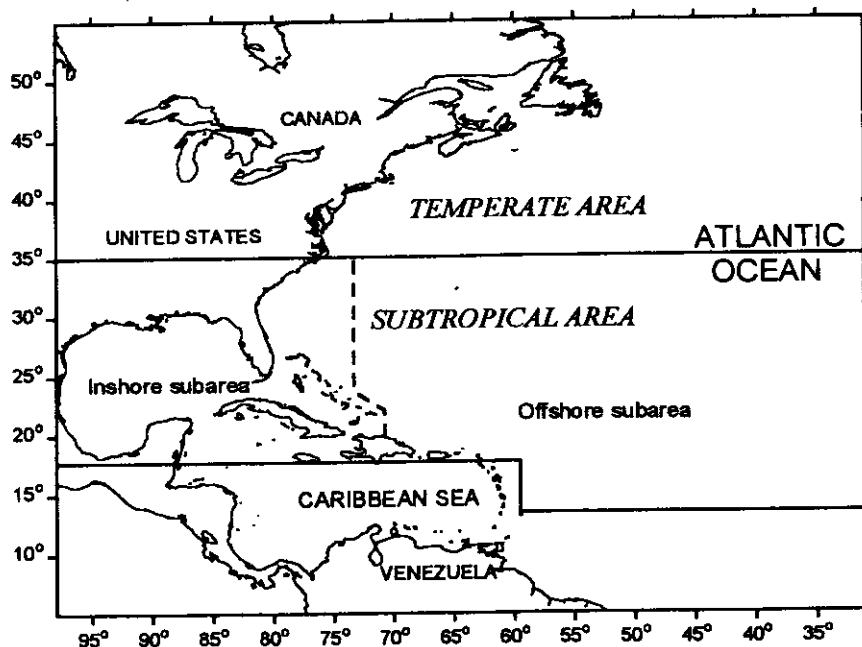 50°
45°
40°
35°
30°
25°
20°
15°
10°
CANADA
TEMPERATE AREA
UNITED STATES
ATLANTIC
OCEAN
SUBTROPICAL AREA
Inshore subarea
Offshore subarea
CARIBBEAN SEA
VENEZUELA
95° 90° 85° 80° 75° 70° 65° 60° 55° 50° 45° 40° 35°